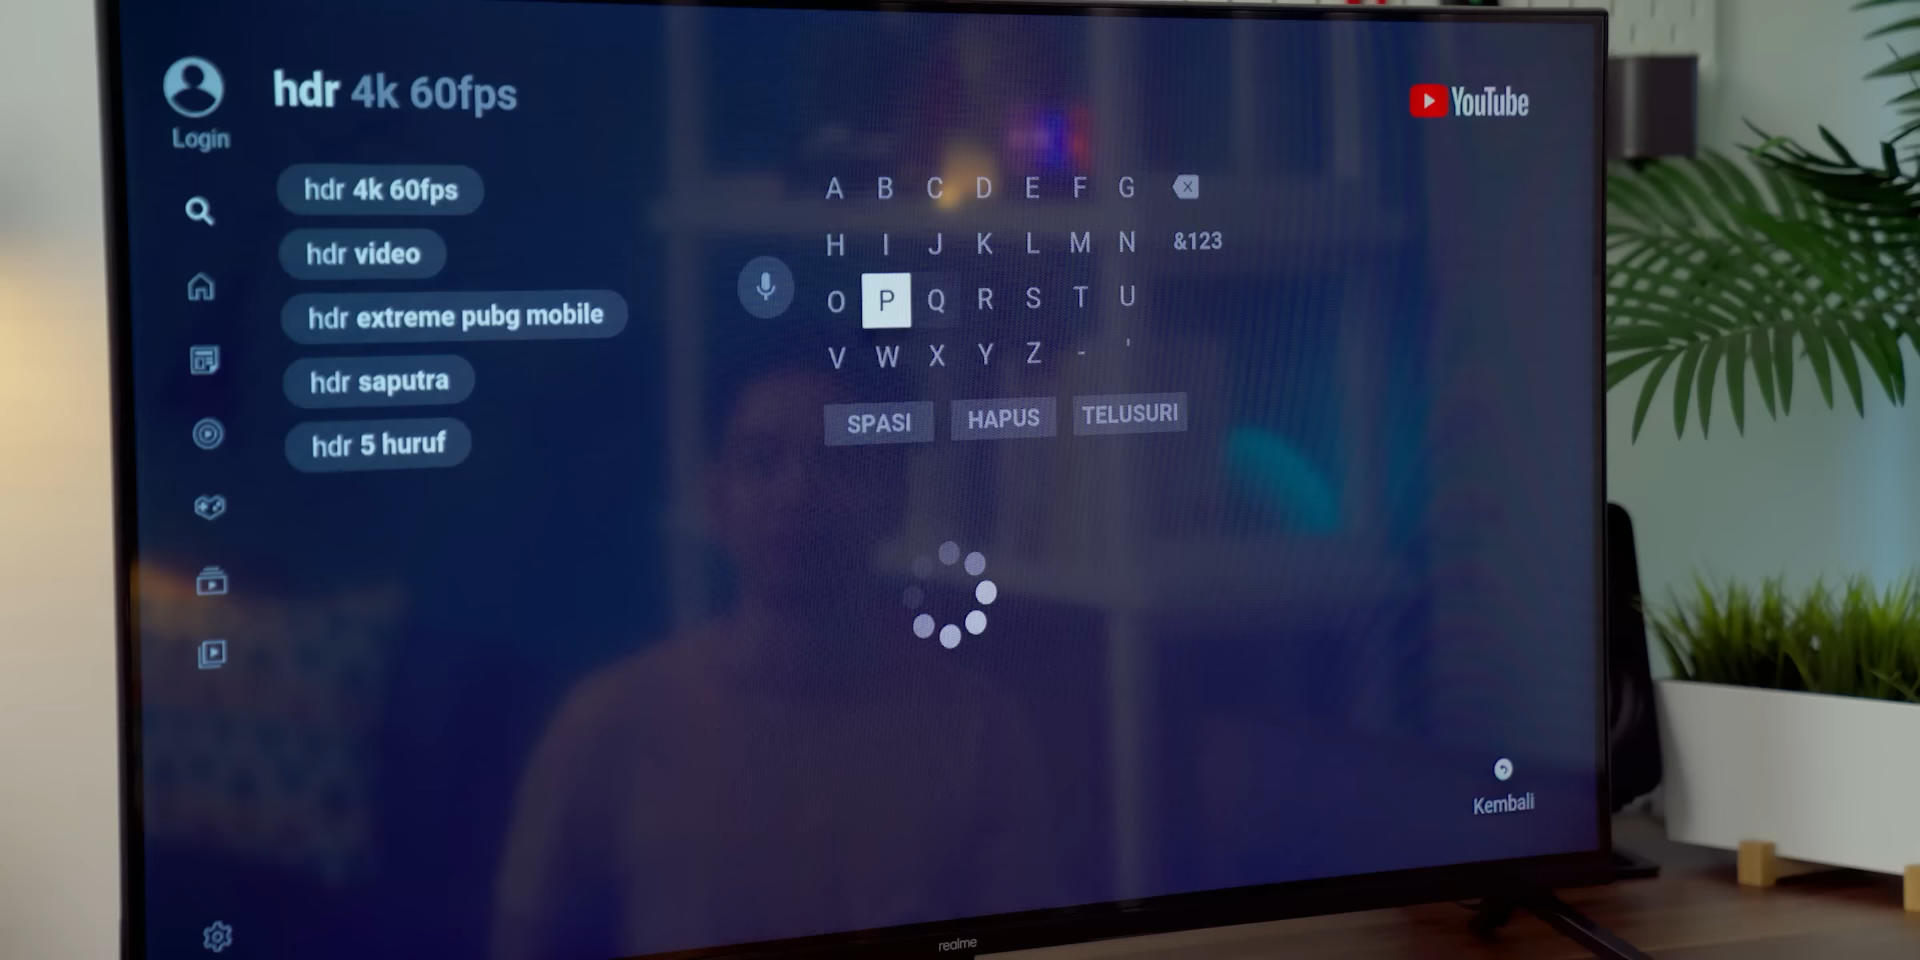 hdr 4k 60fps
YouTube
Login
hdr 4k 60fps
hdr video
hdr extreme pubg mobile
hdr saputra
hdr 5 huruf
A B C D E F G
H I J K L M N &123
O P Q R S T U
V W X Y Z - '
SPASI HAPUS TELUSURI
Kembali
realme